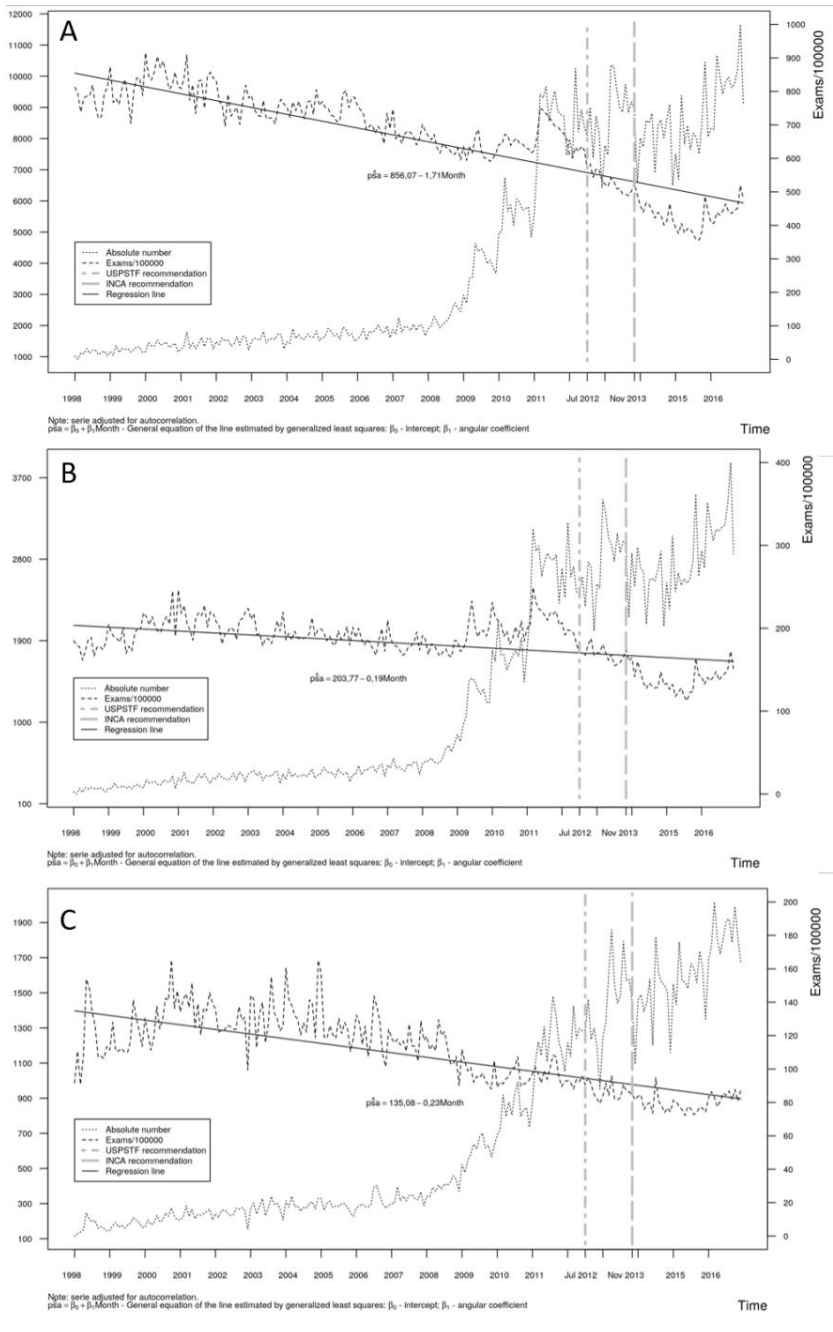 A
12000
11000
10000
9000
8000
7000
6000
5000
4000
3000
2000
1000
1000
900
800
700
600
500
400
300
200
100
0
Exams/100000
pŝa = 856,07 − 1,71Month
Absolute number
Exams/100000
USPSTF recommendation
INCA recommendation
Regression line
1998 1999 2000 2001 2002 2003 2004 2005 2006 2007 2008 2009 2010 2011 Jul 2012 Nov 2013 2015 2016
Note: serie adjusted for autocorrelation.
pŝa = β₀ + β₁Month - General equation of the line estimated by generalized least squares: β₀ - intercept; β₁ - angular coefficient
Time
B
3700
2800
1900
1000
100
400
300
200
100
0
Exams/100000
pŝa = 203,77 − 0,19Month
Absolute number
Exams/100000
USPSTF recommendation
INCA recommendation
Regression line
1998 1999 2000 2001 2002 2003 2004 2005 2006 2007 2008 2009 2010 2011 Jul 2012 Nov 2013 2015 2016
Note: serie adjusted for autocorrelation.
pŝa = β₀ + β₁Month - General equation of the line estimated by generalized least squares: β₀ - intercept; β₁ - angular coefficient
Time
C
1900
1700
1500
1300
1100
900
700
500
300
100
200
180
160
140
120
100
80
60
40
20
0
Exams/100000
pŝa = 135,08 − 0,23Month
Absolute number
Exams/100000
USPSTF recommendation
INCA recommendation
Regression line
1998 1999 2000 2001 2002 2003 2004 2005 2006 2007 2008 2009 2010 2011 Jul 2012 Nov 2013 2015 2016
Note: serie adjusted for autocorrelation.
pŝa = β₀ + β₁Month - General equation of the line estimated by generalized least squares: β₀ - intercept; β₁ - angular coefficient
Time